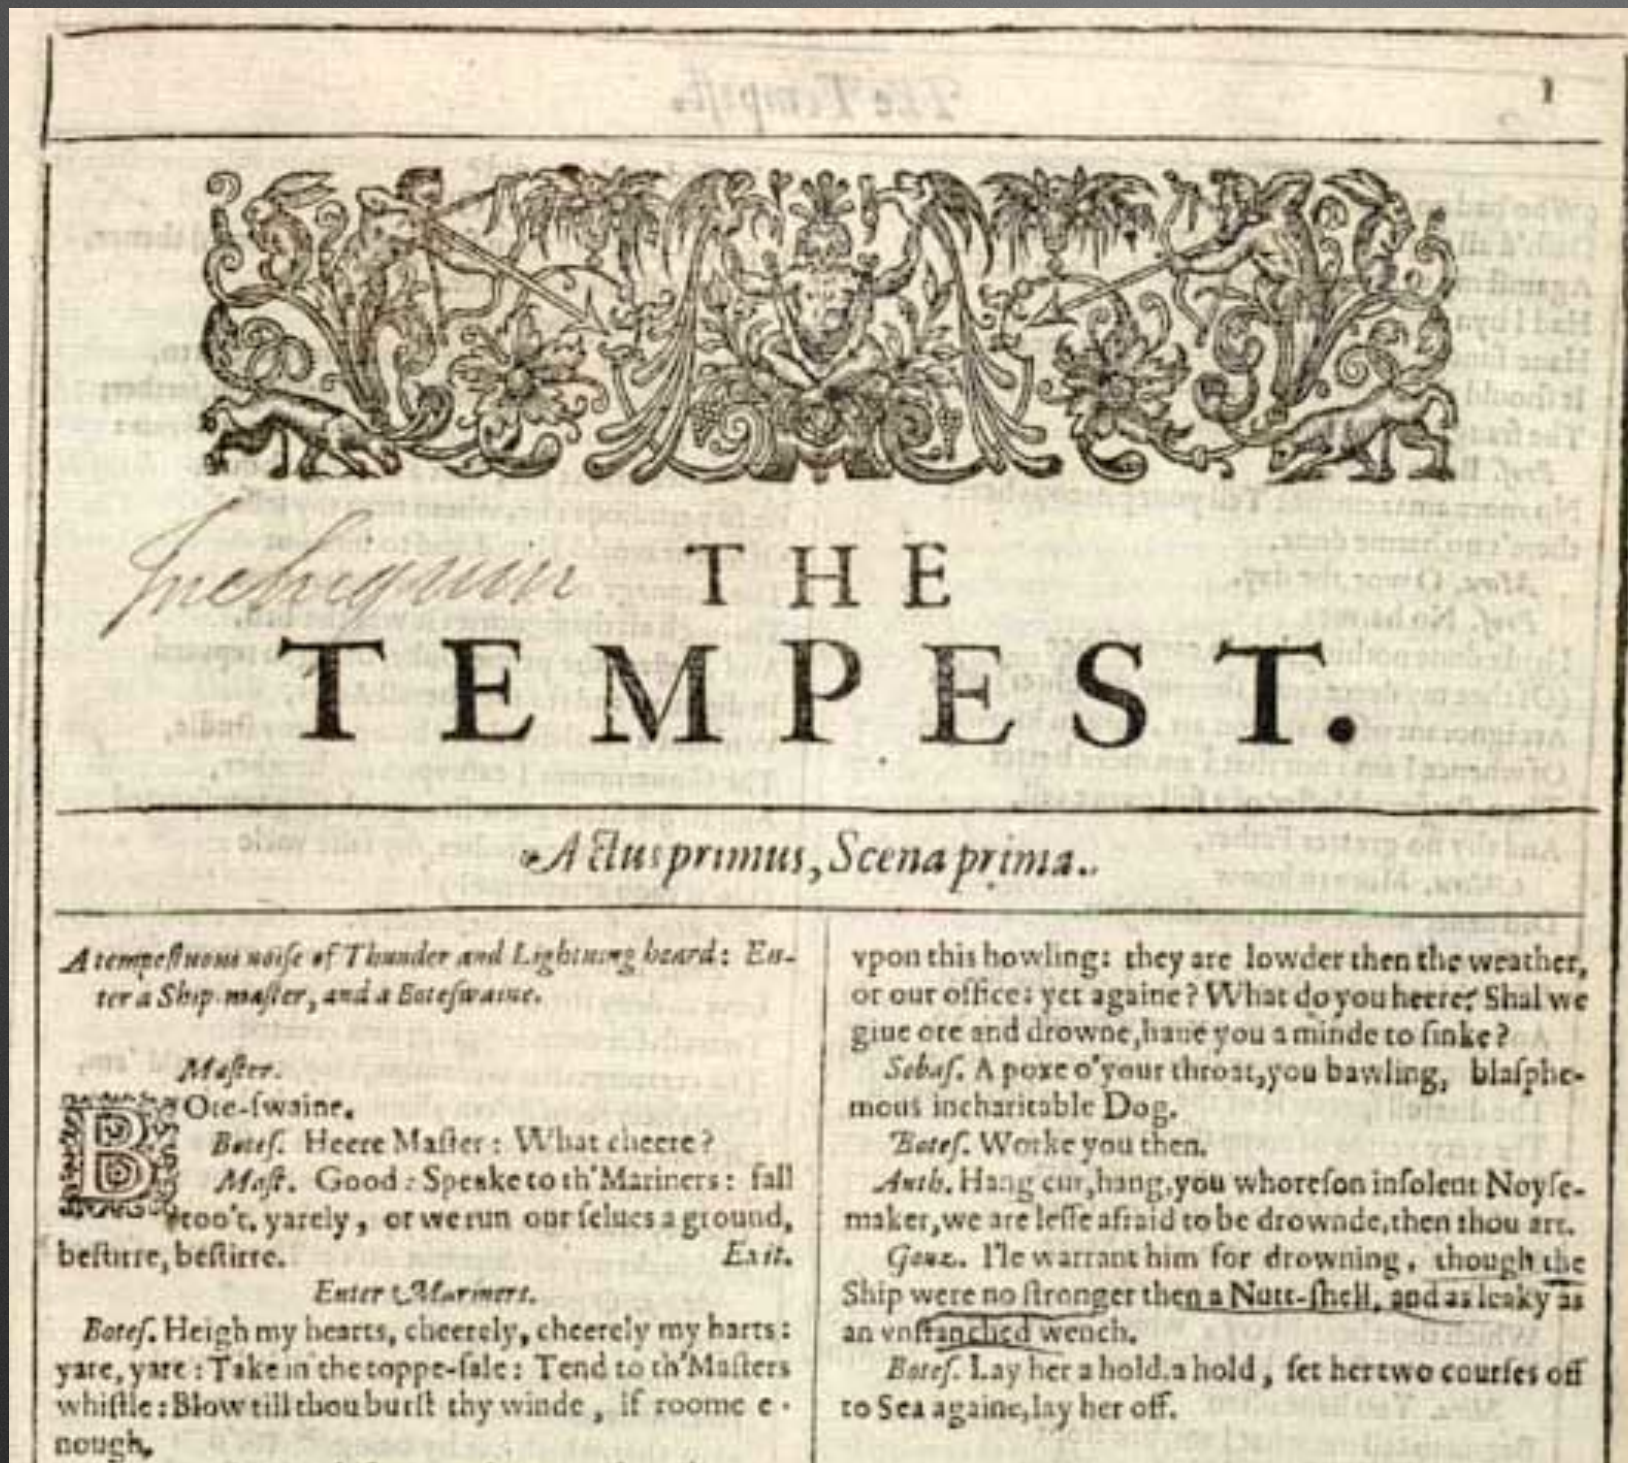 1
Inchiquin
THE
TEMPEST.
Actus primus, Scena prima.
A tempeſtuous noiſe of Thunder and Lightning heard: En-
ter a Ship-maſter, and a Boteſwaine.
Maſter.
BOte-ſwaine.
Boteſ. Heere Maſter: What cheere?
Maſt. Good: Speake to th'Mariners: fall
too't, yarely, or we run our ſelues a ground,
beſtirre, beſtirre. Exit.
Enter Mariners.
Boteſ. Heigh my hearts, cheerely, cheerely my harts:
yare, yare: Take in the toppe-ſale: Tend to th'Maſters
whiſtle: Blow till thou burſt thy winde, if roome e-
nough.
vpon this howling: they are lowder then the weather,
or our office: yet againe? What do you heere? Shal we
giue ore and drowne, haue you a minde to ſinke?
Sebaſ. A poxe o'your throat, you bawling, blaſphe-
mous incharitable Dog.
Boteſ. Worke you then.
Anth. Hang cur, hang, you whoreſon inſolent Noyſe-
maker, we are leſſe afraid to be drownde, then thou art.
Gonz. I'le warrant him for drowning, though the
Ship were no ſtronger then a Nutt-ſhell, and as leaky as
an vnſtanched wench.
Boteſ. Lay her a hold, a hold, ſet her two courſes off
to Sea againe, lay her off.